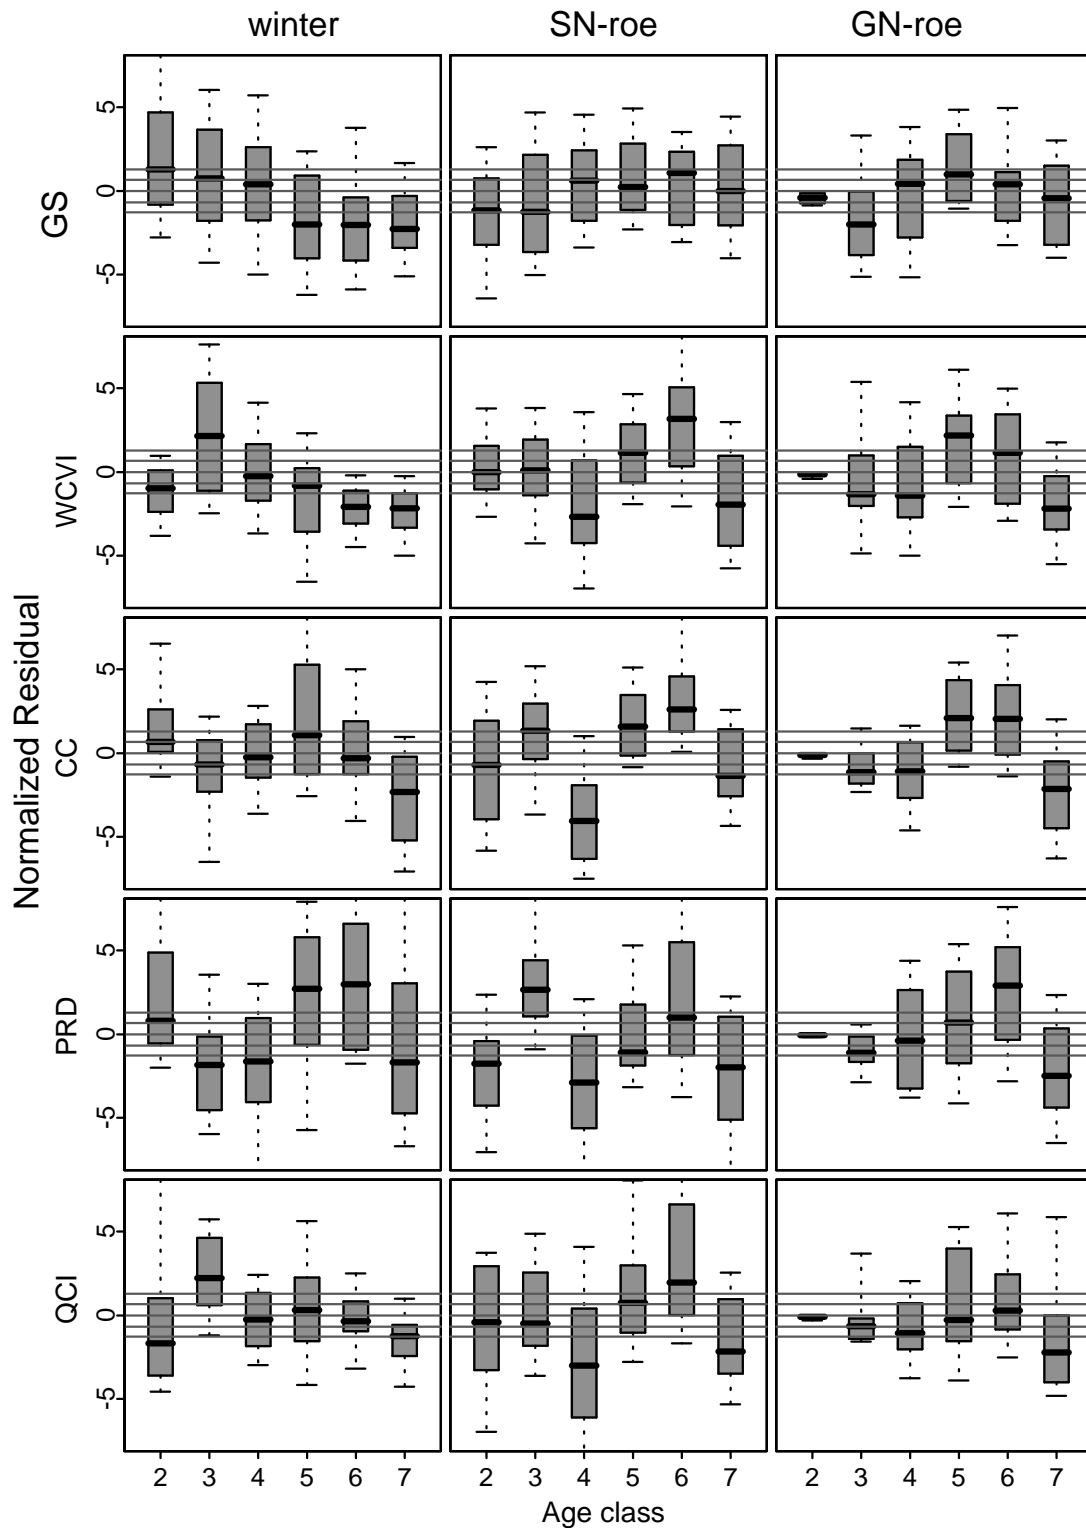 winter SN-roe GN-roe
Normalized Residual
GS
5
0
-5
WCVI
5
0
-5
CC
5
0
-5
PRD
5
0
-5
QCI
5
0
-5
2 3 4 5 6 7 2 3 4 5 6 7 2 3 4 5 6 7
Age class